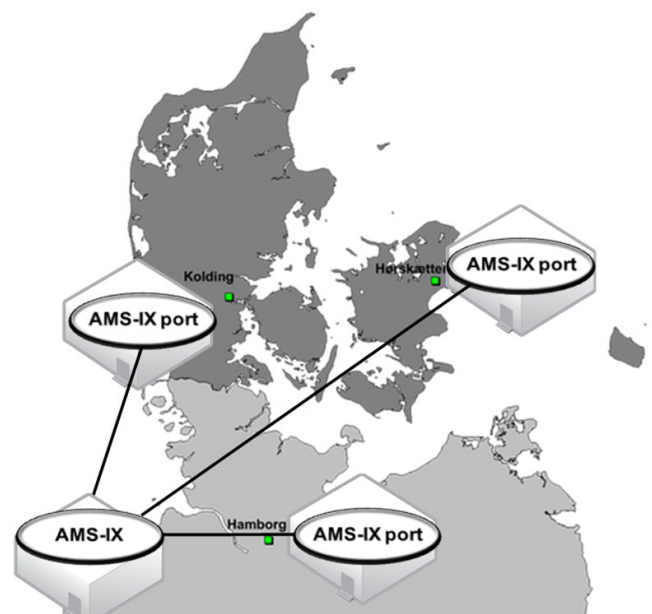 Kolding
Hørskætter
AMS-IX port
AMS-IX port
AMS-IX
Hamborg
AMS-IX port